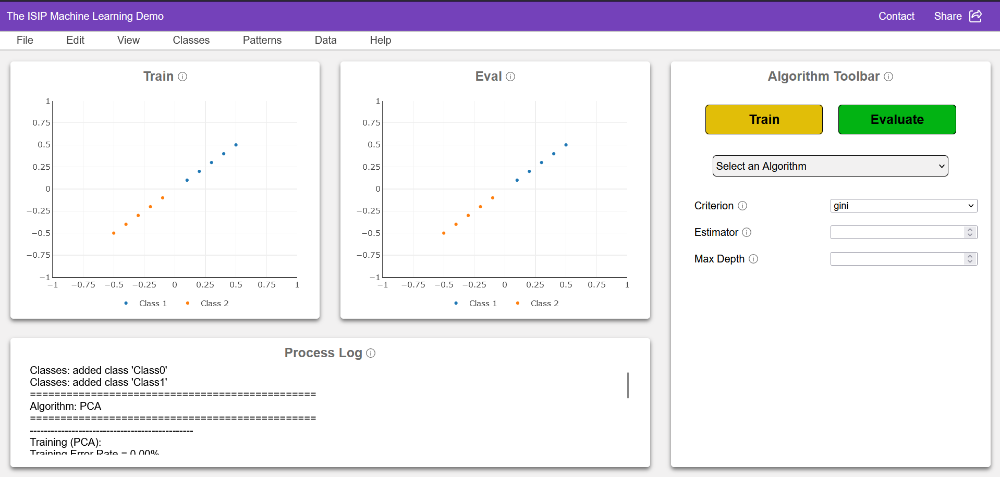 The ISIP Machine Learning Demo Contact Share
File Edit View Classes Patterns Data Help
Train
1
0.75
0.5
0.25
0
−0.25
−0.5
−0.75
−1
−1 −0.75 −0.5 −0.25 0 0.25 0.5 0.75 1
Class 1 Class 2
Eval
1
0.75
0.5
0.25
0
−0.25
−0.5
−0.75
−1
−1 −0.75 −0.5 −0.25 0 0.25 0.5 0.75 1
Class 1 Class 2
Algorithm Toolbar
Train Evaluate
Select an Algorithm
Criterion gini
Estimator
Max Depth
Process Log
Classes: added class 'Class0'
Classes: added class 'Class1'
===============================================
Algorithm: PCA
===============================================
-----------------------------------------------
Training (PCA):
Training Error Rate = 0.00%